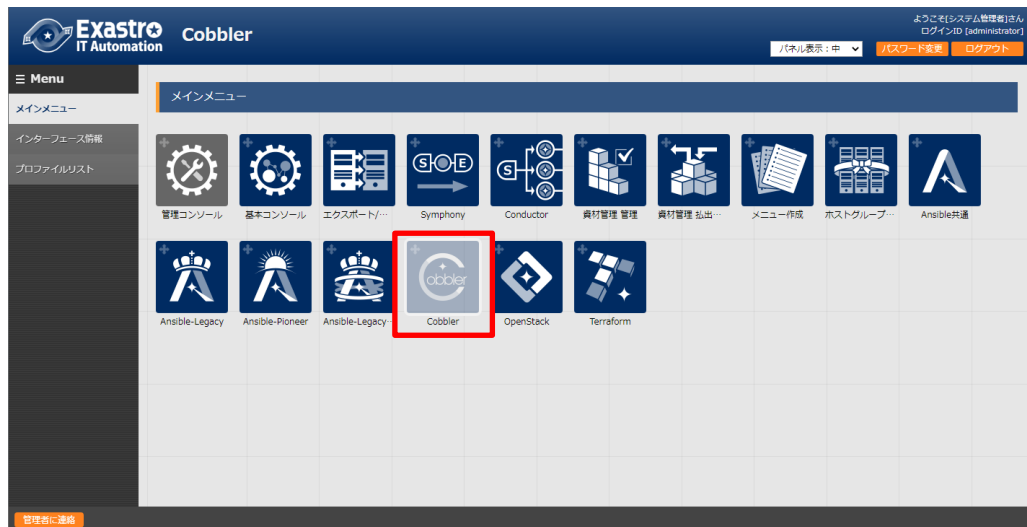 Exastro
IT Automation
Cobbler
ようこそ[システム管理者]さん
ログインID [administrator]
パネル表示 : 中
パスワード変更
ログアウト
Menu
メインメニュー
インターフェース情報
プロファイルリスト
メインメニュー
S O E
S
管理コンソール
基本コンソール
エクスポート/…
Symphony
Conductor
資材管理 管理
資材管理 払出…
メニュー作成
ホストグループ…
Ansible共通
Cobbler
Ansible-Legacy
Ansible-Pioneer
Ansible-Legacy…
Cobbler
OpenStack
Terraform
管理者に連絡